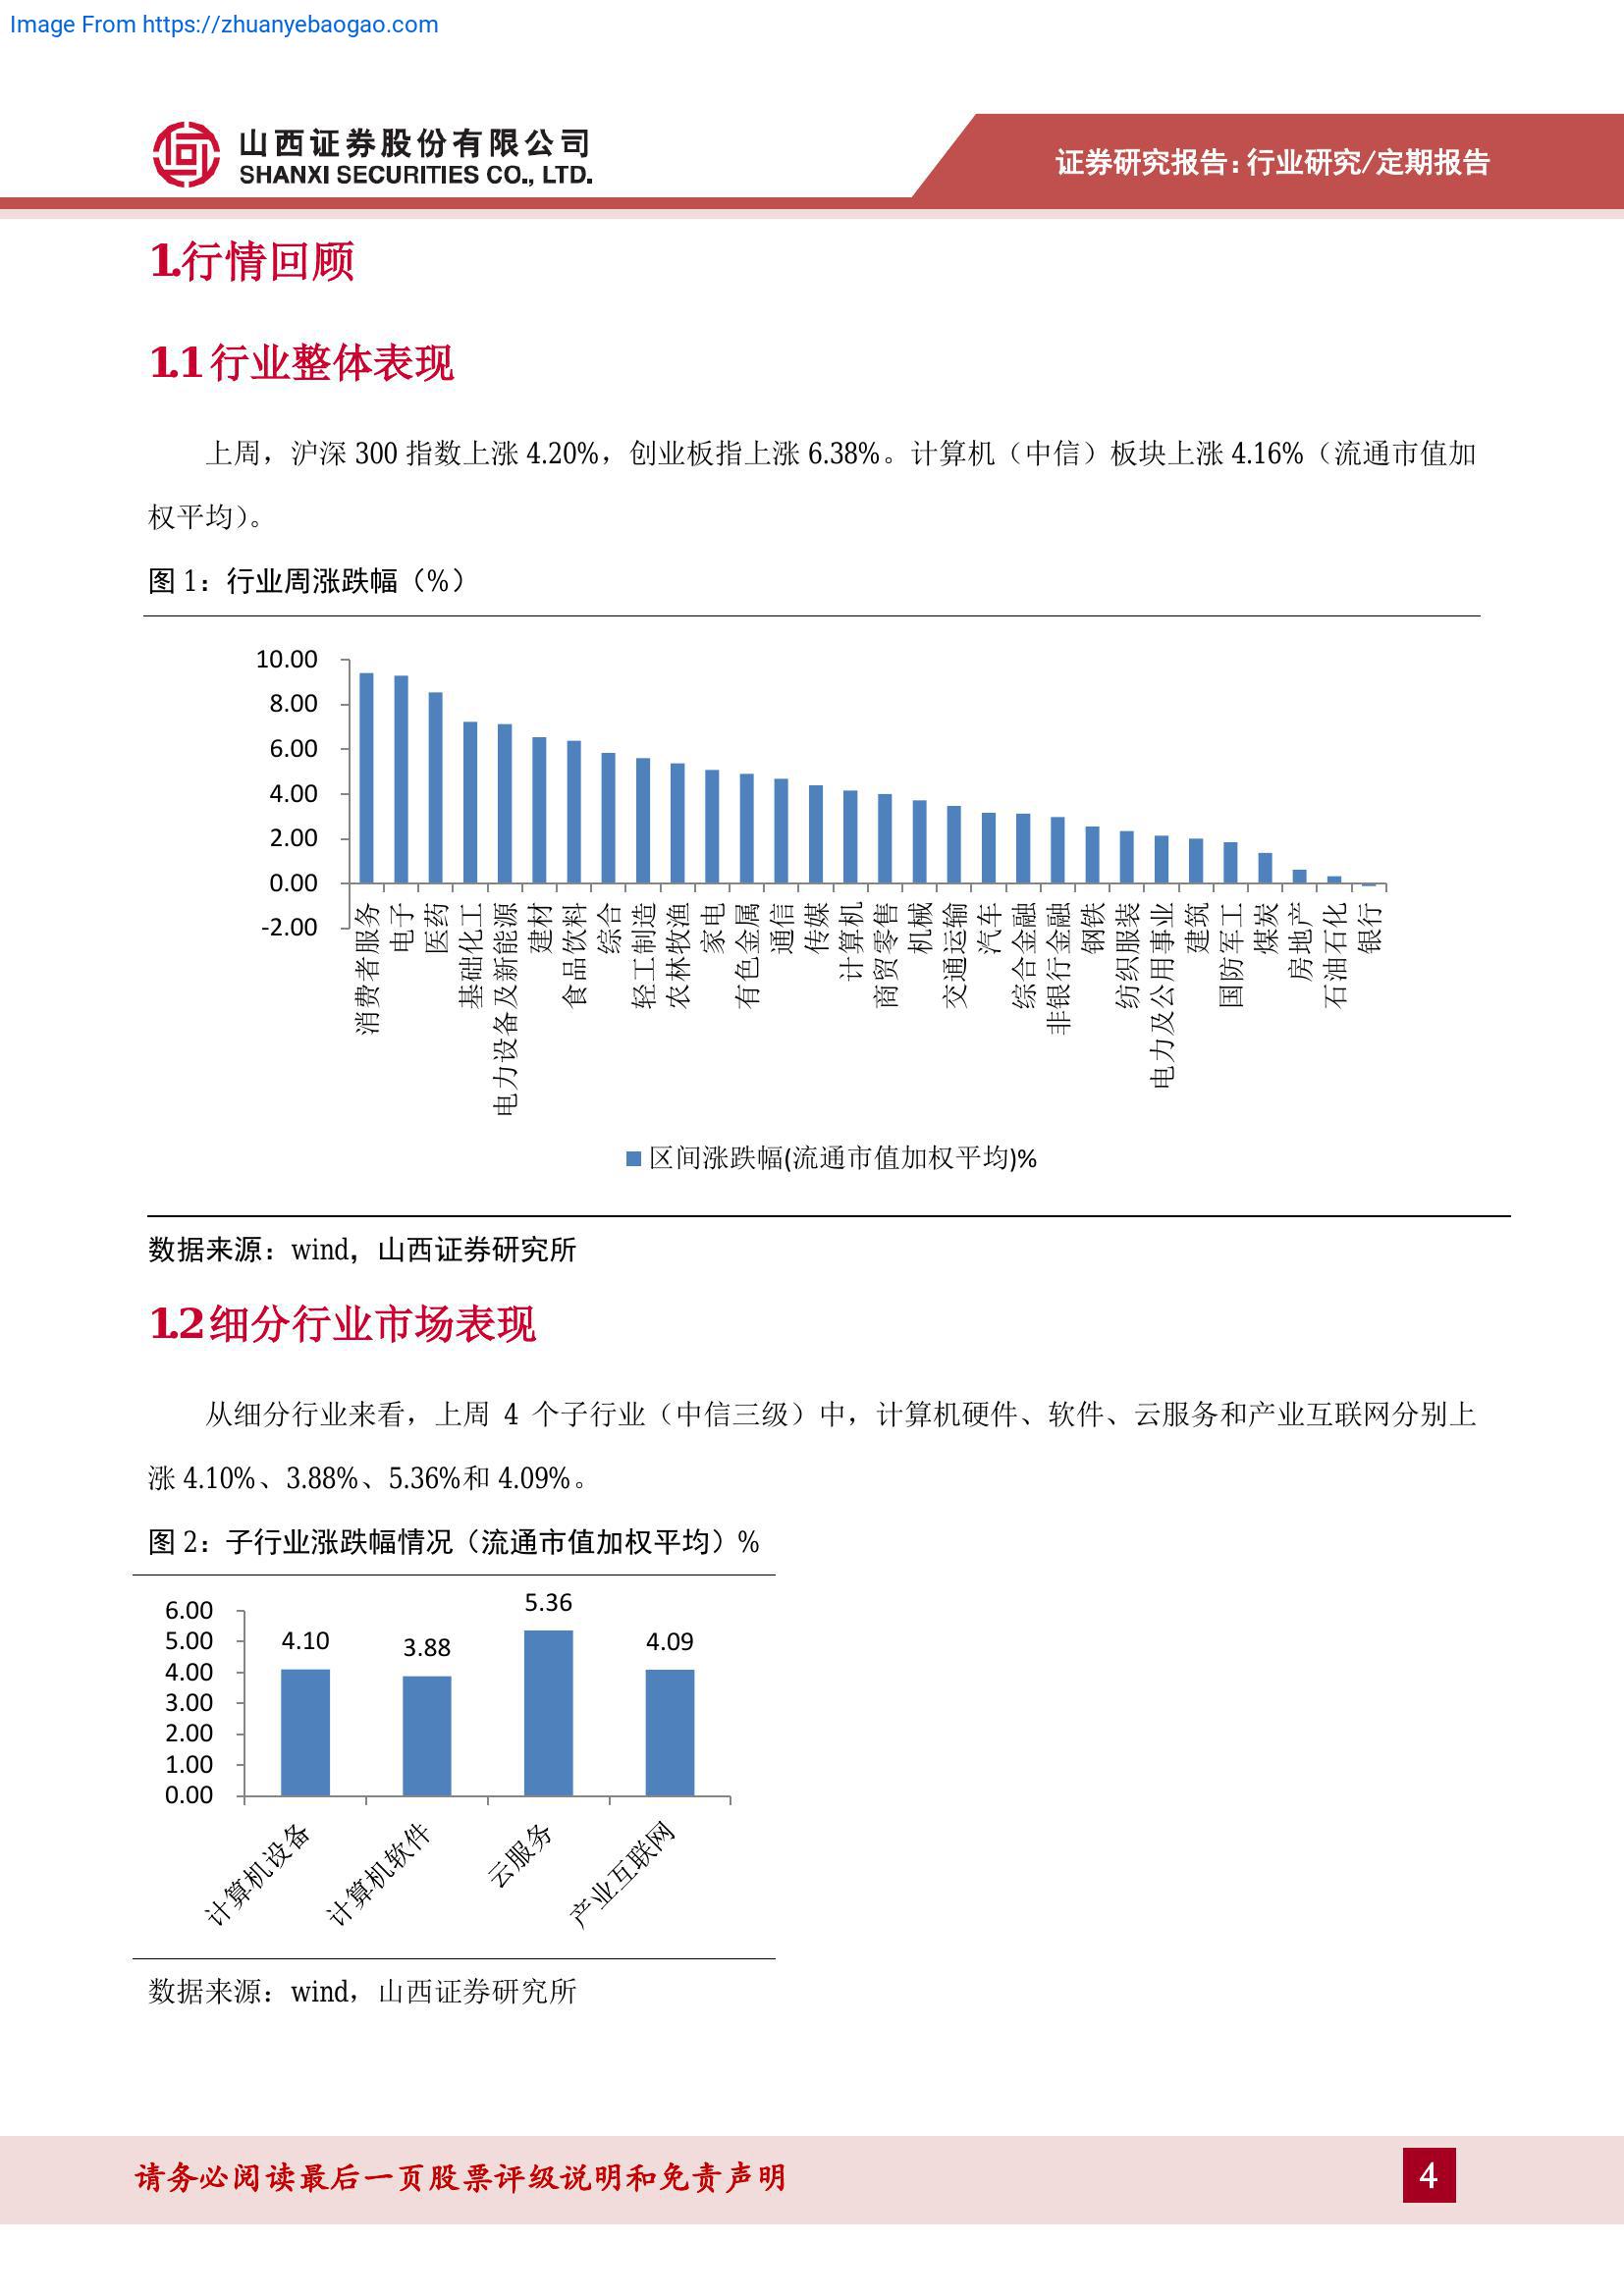 Image From https://zhuanyebaogao.com
山西证券股份有限公司
SHANXI SECURITIES CO., LTD.
证券研究报告:行业研究/定期报告
1.行情回顾
1.1 行业整体表现
上周，沪深 300 指数上涨 4.20%，创业板指上涨 6.38%。计算机（中信）板块上涨 4.16%（流通市值加
权平均）。
图 1：行业周涨跌幅（%）
10.00
8.00
6.00
4.00
2.00
0.00
-2.00
消费者服务
电子
医药
基础化工
电力设备及新能源
建材
食品饮料
综合
轻工制造
农林牧渔
家电
有色金属
通信
传媒
计算机
商贸零售
机械
交通运输
汽车
综合金融
非银行金融
钢铁
纺织服装
电力及公用事业
建筑
国防军工
煤炭
房地产
石油石化
银行
区间涨跌幅(流通市值加权平均)%
数据来源：wind，山西证券研究所
1.2 细分行业市场表现
从细分行业来看，上周 4 个子行业（中信三级）中，计算机硬件、软件、云服务和产业互联网分别上
涨 4.10%、3.88%、5.36%和 4.09%。
图 2：子行业涨跌幅情况（流通市值加权平均）%
6.00
5.00
4.00
3.00
2.00
1.00
0.00
4.10
3.88
5.36
4.09
计算机设备
计算机软件
云服务
产业互联网
数据来源：wind，山西证券研究所
请务必阅读最后一页股票评级说明和免责声明
4